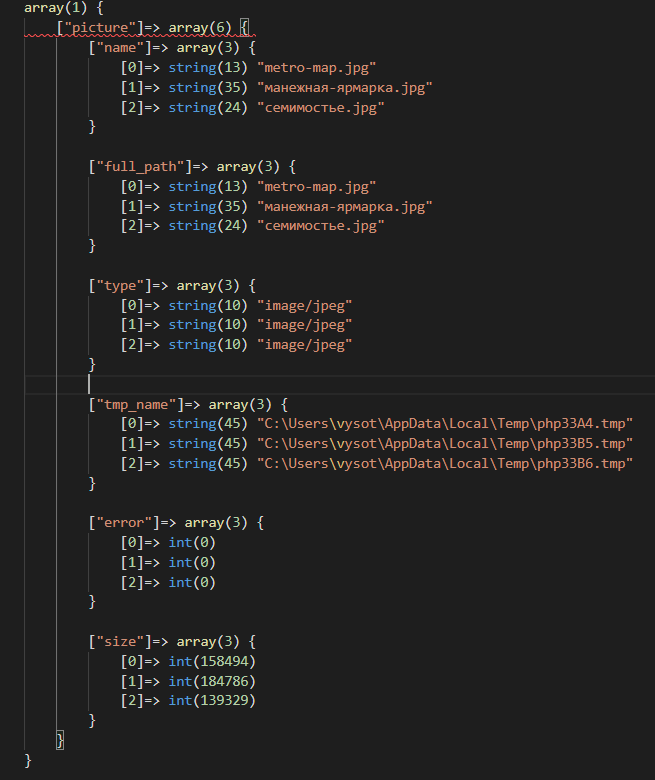 array(1) {
["picture"]=> array(6) {
["name"]=> array(3) {
[0]=> string(13) "metro-map.jpg"
[1]=> string(35) "манежная-ярмарка.jpg"
[2]=> string(24) "семимостье.jpg"
}
["full_path"]=> array(3) {
[0]=> string(13) "metro-map.jpg"
[1]=> string(35) "манежная-ярмарка.jpg"
[2]=> string(24) "семимостье.jpg"
}
["type"]=> array(3) {
[0]=> string(10) "image/jpeg"
[1]=> string(10) "image/jpeg"
[2]=> string(10) "image/jpeg"
}
["tmp_name"]=> array(3) {
[0]=> string(45) "C:\Users\vysot\AppData\Local\Temp\php33A4.tmp"
[1]=> string(45) "C:\Users\vysot\AppData\Local\Temp\php33B5.tmp"
[2]=> string(45) "C:\Users\vysot\AppData\Local\Temp\php33B6.tmp"
}
["error"]=> array(3) {
[0]=> int(0)
[1]=> int(0)
[2]=> int(0)
}
["size"]=> array(3) {
[0]=> int(158494)
[1]=> int(184786)
[2]=> int(139329)
}
}
}